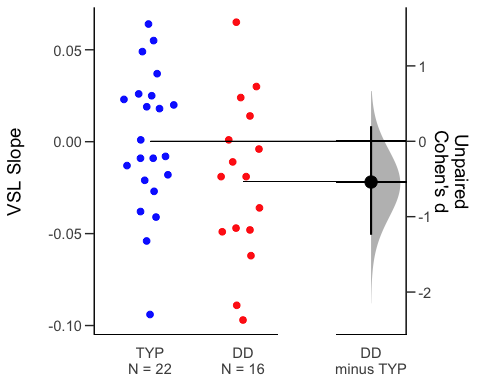 VSL Slope
0.05
0.00
-0.05
-0.10
TYP
N = 22
DD
N = 16
DD
minus TYP
1
0
-1
-2
Unpaired
Cohen's d